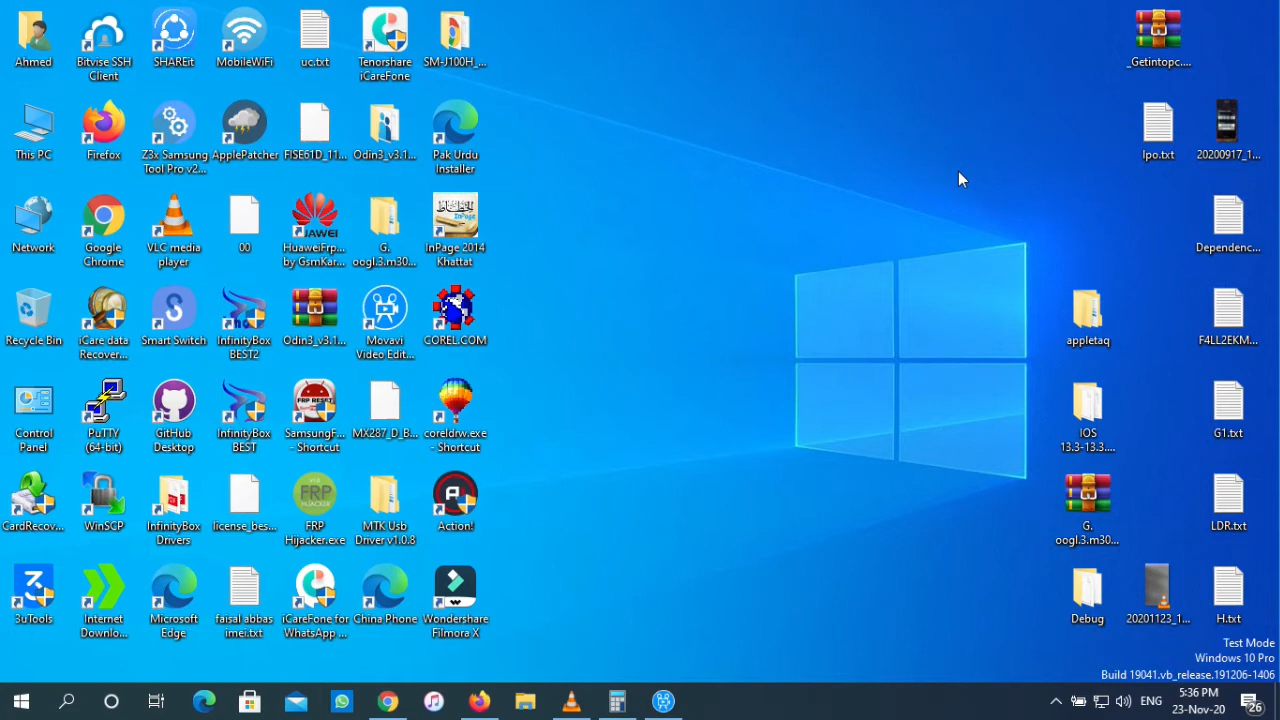 Ahmed
Bitvise SSH
Client
SHAREit
MobileWiFi
uc.txt
Tenorshare
iCareFone
SM-J100H_...
_Getintopc....
This PC
Firefox
Z3x Samsung
Tool Pro v2...
ApplePatcher
FISE61D_11...
Odin3_v3.1...
Pak Urdu
Installer
lpo.txt
20200917_1...
Network
Google
Chrome
VLC media
player
00
HUAWEI
HuaweiFrp...
by GsmKar...
G.
oogl.3.m30...
InPage
InPage 2014
Khattat
Dependenc...
Recycle Bin
iCare data
Recover...
Smart Switch
InfinityBox
BEST2
Odin3_v3.1...
Movavi
Video Edit...
COREL.COM
appletaq
F4LL2EKM...
Control
Panel
PuTTY
(64-bit)
GitHub
Desktop
InfinityBox
BEST
FRP RESET
SamsungF...
- Shortcut
MX287_D_B...
coreldrw.exe
- Shortcut
IOS
13.3-13.3....
G1.txt
CardRecov...
WinSCP
InfinityBox
Drivers
license_bes...
FRP
HIJACKER
FRP
Hijacker.exe
MTK Usb
Driver v1.0.8
Action!
G.
oogl.3.m30...
LDR.txt
3uTools
Internet
Downlo...
Microsoft
Edge
faisal abbas
imei.txt
iCareFone for
WhatsApp ...
China Phone
Wondershare
Filmora X
Debug
20201123_1...
H.txt
Test Mode
Windows 10 Pro
Build 19041.vb_release.191206-1406
ENG
5:36 PM
23-Nov-20
26